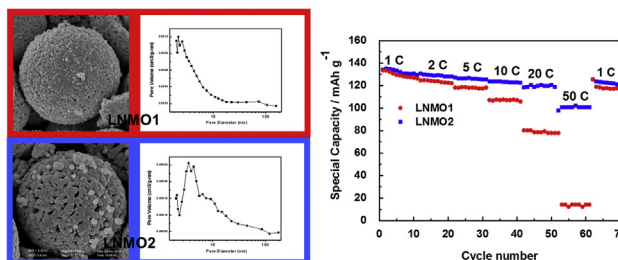 LNMO1
Pore Volume (cm3/g·nm)
10
100
Pore Diameter (nm)
LNMO2
Pore Volume (cm3/g·nm)
10
100
Pore Diameter (nm)
Special Capacity / mAh g-1
160
140
120
100
80
60
40
20
0
1 C
2 C
5 C
10 C
20 C
50 C
1 C
LNMO1
LNMO2
0 10 20 30 40 50 60 70
Cycle number